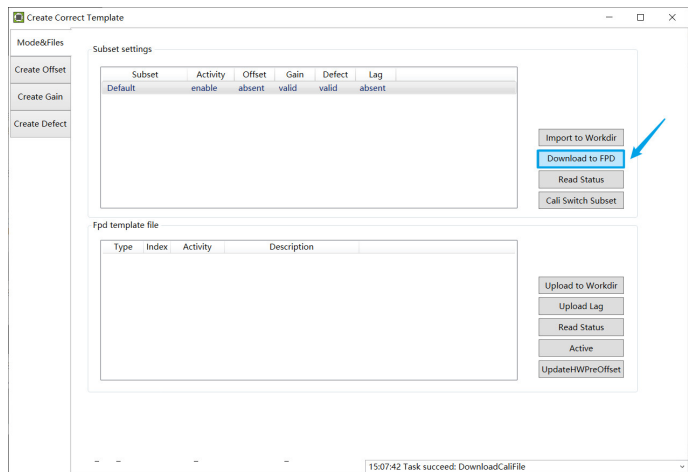 Create Correct Template
Mode&Files
Create Offset
Create Gain
Create Defect
Subset settings
Subset Activity Offset Gain Defect Lag
Default enable absent valid valid absent
Import to Workdir
Download to FPD
Read Status
Cali Switch Subset
Fpd template file
Type Index Activity Description
Upload to Workdir
Upload Lag
Read Status
Active
UpdateHWPreOffset
15:07:42 Task succeed: DownloadCaliFile